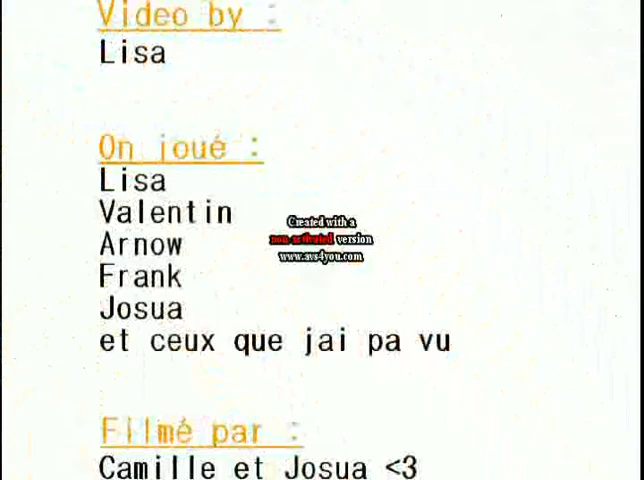 Video by :
Lisa
On joué :
Lisa
Valentin
Arnow
Frank
Josua
et ceux que jai pa vu
Filmé par :
Camille et Josua <3
Created with a
non-activated version
www.avs4you.com